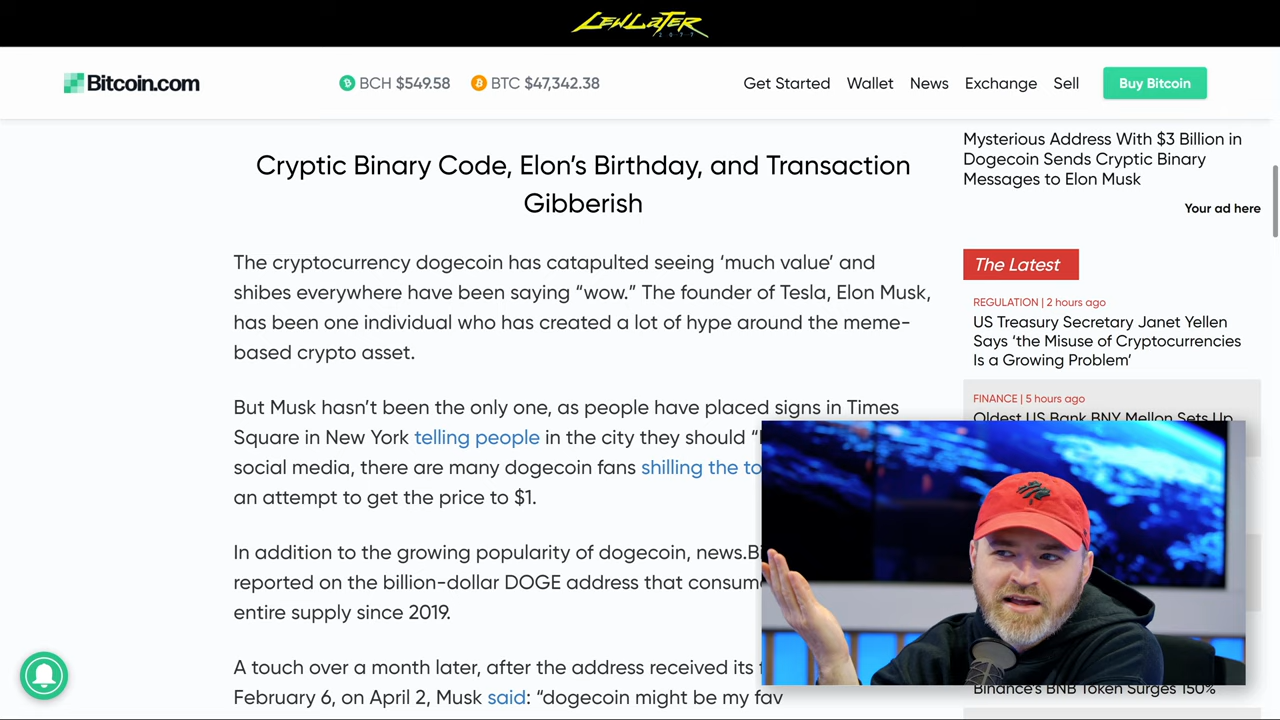 LEWLATER
2077
Bitcoin.com
BCH $549.58
BTC $47,342.38
Get Started
Wallet
News
Exchange
Sell
Buy Bitcoin
Cryptic Binary Code, Elon’s Birthday, and Transaction
Gibberish
The cryptocurrency dogecoin has catapulted seeing ‘much value’ and
shibes everywhere have been saying “wow.” The founder of Tesla, Elon Musk,
has been one individual who has created a lot of hype around the meme-
based crypto asset.
But Musk hasn’t been the only one, as people have placed signs in Times
Square in New York telling people in the city they should
social media, there are many dogecoin fans shilling the
an attempt to get the price to $1.
In addition to the growing popularity of dogecoin,
reported on the billion-dollar DOGE address that
entire supply since 2019.
A touch over a month later, after the address received its
February 6, on April 2, Musk said: “dogecoin might be my
Mysterious Address With $3 Billion in
Dogecoin Sends Cryptic Binary
Messages to Elon Musk
Your ad here
The Latest
REGULATION | 2 hours ago
US Treasury Secretary Janet Yellen
Says ‘the Misuse of Cryptocurrencies
Is a Growing Problem’
FINANCE | 5 hours ago
Oldest US Bank BNY Mellon Sets Up
Binance’s BNB Token Surges 150%